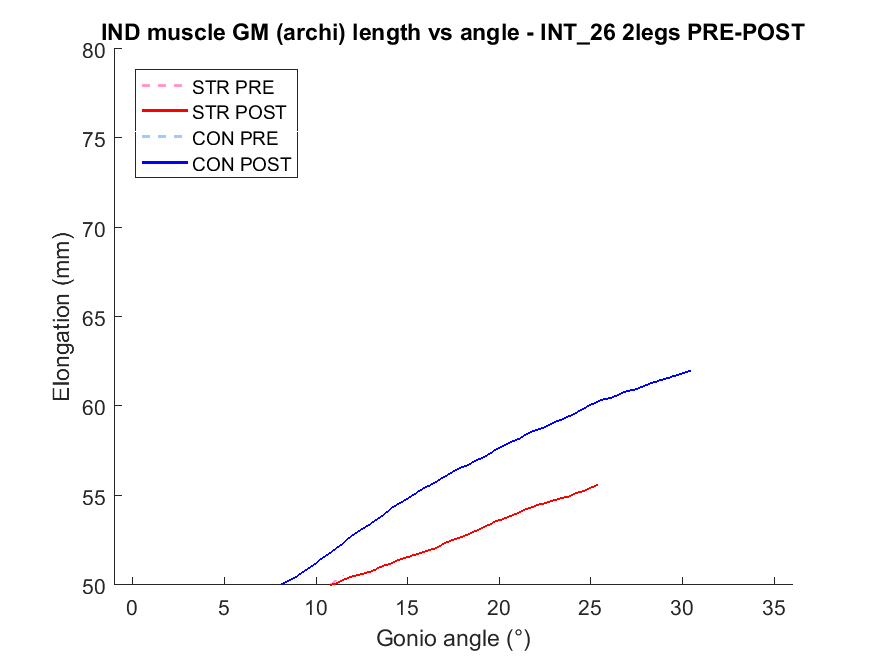 IND muscle GM (archi) length vs angle - INT_26 2legs PRE-POST
80
75
70
65
60
55
50
Elongation (mm)
STR PRE
STR POST
CON PRE
CON POST
0 5 10 15 20 25 30 35
Gonio angle (°)